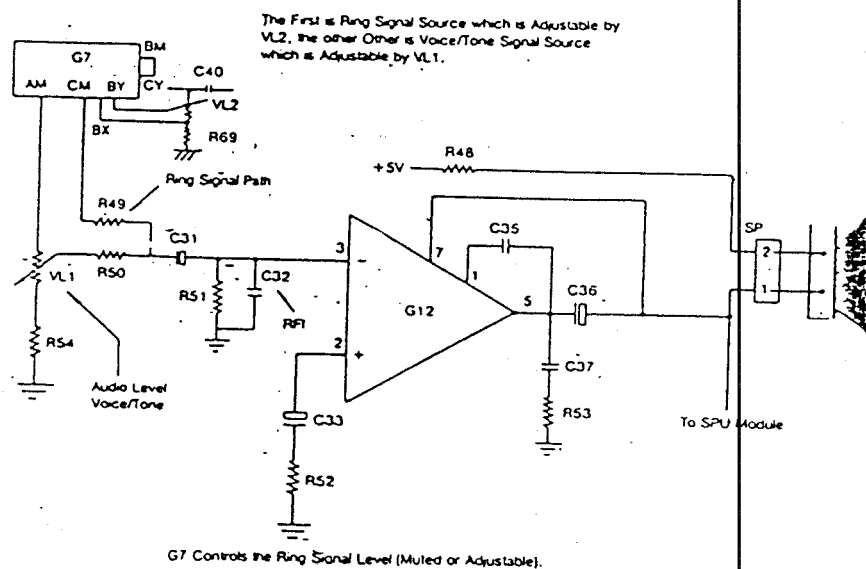 The First is Ring Signal Source which is Adjustable by
VL2, the other Other is Voice/Tone Signal Source
which is Adjustable by VL1.
BM
G7
AM CM BY
CY
C40
VL2
BX
R69
R48
+5V
Ring Signal Path
R49
C31
R50
VL1
R51
C32
RFI
R54
Audio Level
Voice/Tone
3
-
7
C35
1
G12
5
C36
2
+
C33
R52
C37
R53
SP
2
1
To SPU Module
G7 Controls the Ring Signal Level (Muted or Adjustable).